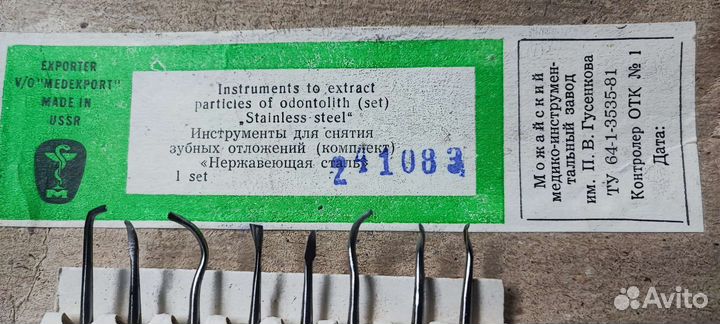 EXPORTER
V/O "MEDEXPORT"
MADE IN
USSR
M
Instruments to extract
particles of odontolith (set)
„Stainless steel"
Инструменты для снятия
зубных отложений (комплект)
«Нержавеющая сталь»
1 set
241083
Можайский
медико-инструмен-
тальный завод
им. П. В. Гусенкова
ТУ 64-1-3535-81
Контролер ОТК № 1
Дата:
Avito